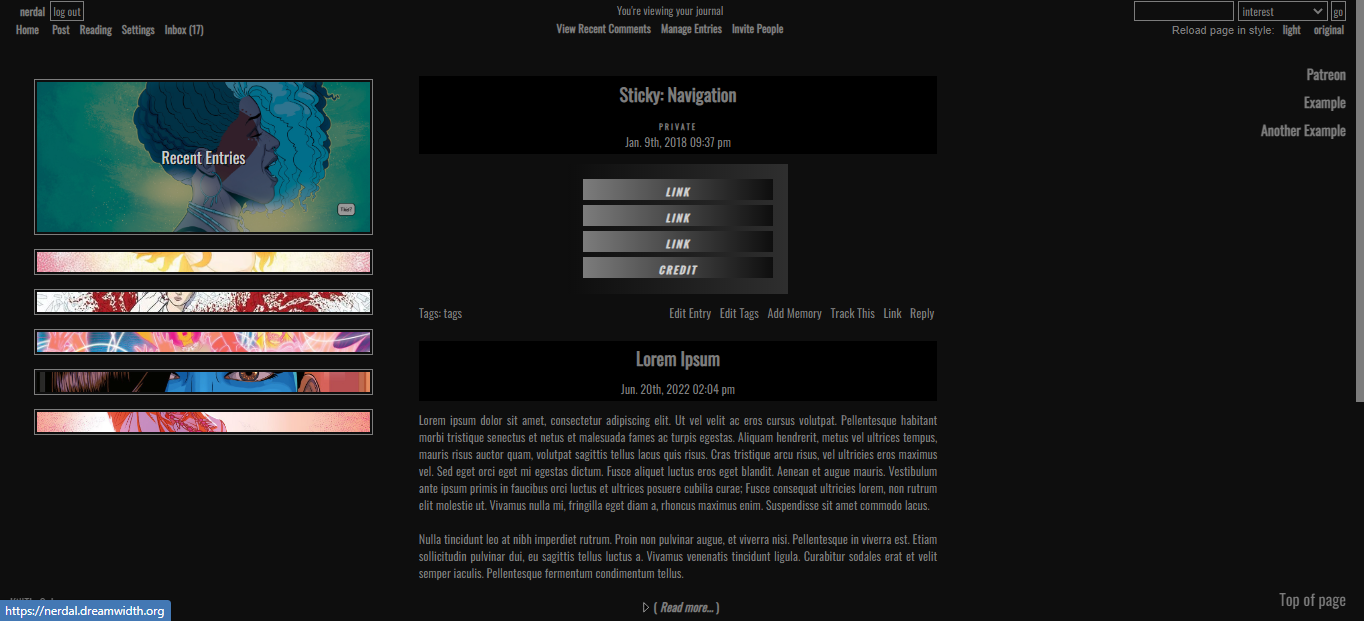 nerdal log out
Home Post Reading Settings Inbox (17)
You're viewing your journal
View Recent Comments Manage Entries Invite People
interest go
Reload page in style: light original
Recent Entries
Sticky: Navigation
PRIVATE
Jan. 9th, 2018 09:37 pm
LINK
LINK
LINK
CREDIT
Tags: tags
Edit Entry Edit Tags Add Memory Track This Link Reply
Lorem Ipsum
Jun. 20th, 2022 02:04 pm
Lorem ipsum dolor sit amet, consectetur adipiscing elit. Ut vel velit ac eros cursus volutpat. Pellentesque habitant
morbi tristique senectus et netus et malesuada fames ac turpis egestas. Aliquam hendrerit, metus vel ultrices tempus,
mauris risus auctor quam, volutpat sagittis tellus lacus quis risus. Cras tristique arcu risus, vel ultricies eros maximus
vel. Sed eget orci eget mi egestas dictum. Fusce aliquet luctus eros eget blandit. Aenean et augue mauris. Vestibulum
ante ipsum primis in faucibus orci luctus et ultrices posuere cubilia curae; Fusce consequat ultricies lorem, non rutrum
elit molestie ut. Vivamus nulla mi, fringilla eget diam a, rhoncus maximus enim. Suspendisse sit amet commodo lacus.
Nulla tincidunt leo at nibh imperdiet rutrum. Proin non pulvinar augue, et viverra nisi. Pellentesque in viverra est. Etiam
sollicitudin pulvinar dui, eu sagittis tellus luctus a. Vivamus venenatis tincidunt ligula. Curabitur sodales erat et velit
semper iaculis. Pellentesque fermentum condimentum tellus.
( Read more... )
Patreon
Example
Another Example
Top of page
https://nerdal.dreamwidth.org